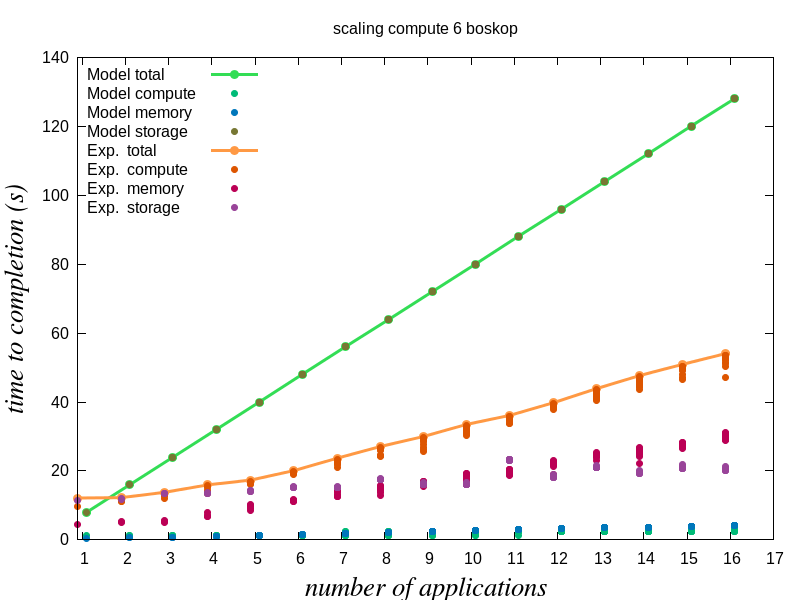 scaling compute 6 boskop
140
120
100
80
60
40
20
0
time to completion (s)
Model total
Model compute
Model memory
Model storage
Exp. total
Exp. compute
Exp. memory
Exp. storage
1 2 3 4 5 6 7 8 9 10 11 12 13 14 15 16 17
number of applications